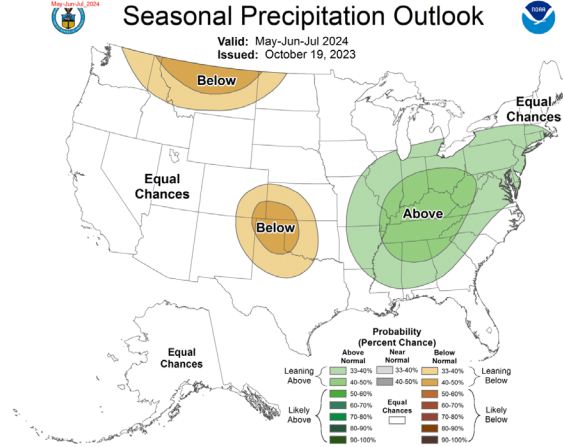 May-Jun-Jul_2024
Seasonal Precipitation Outlook
NOAA
Valid: May-Jun-Jul 2024
Issued: October 19, 2023
Below
Equal
Chances
Equal
Chances
Below
Above
Equal
Chances
Probability
(Percent Chance)
Above
Normal
Near
Normal
Below
Normal
Leaning
Above
33-40%
33-40%
33-40%
Leaning
Below
40-50%
40-50%
40-50%
Likely
Above
50-60%
60-70%
70-80%
80-90%
90-100%
Equal
Chances
50-60%
60-70%
70-80%
80-90%
90-100%
Likely
Below